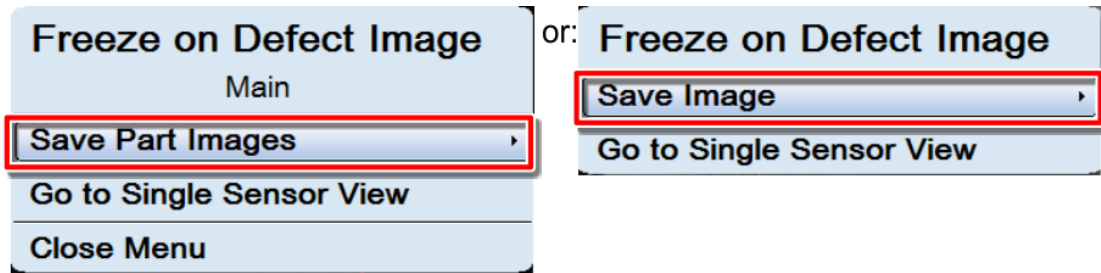 Freeze on Defect Image
Main
Save Part Images
Go to Single Sensor View
Close Menu
or:
Freeze on Defect Image
Save Image
Go to Single Sensor View